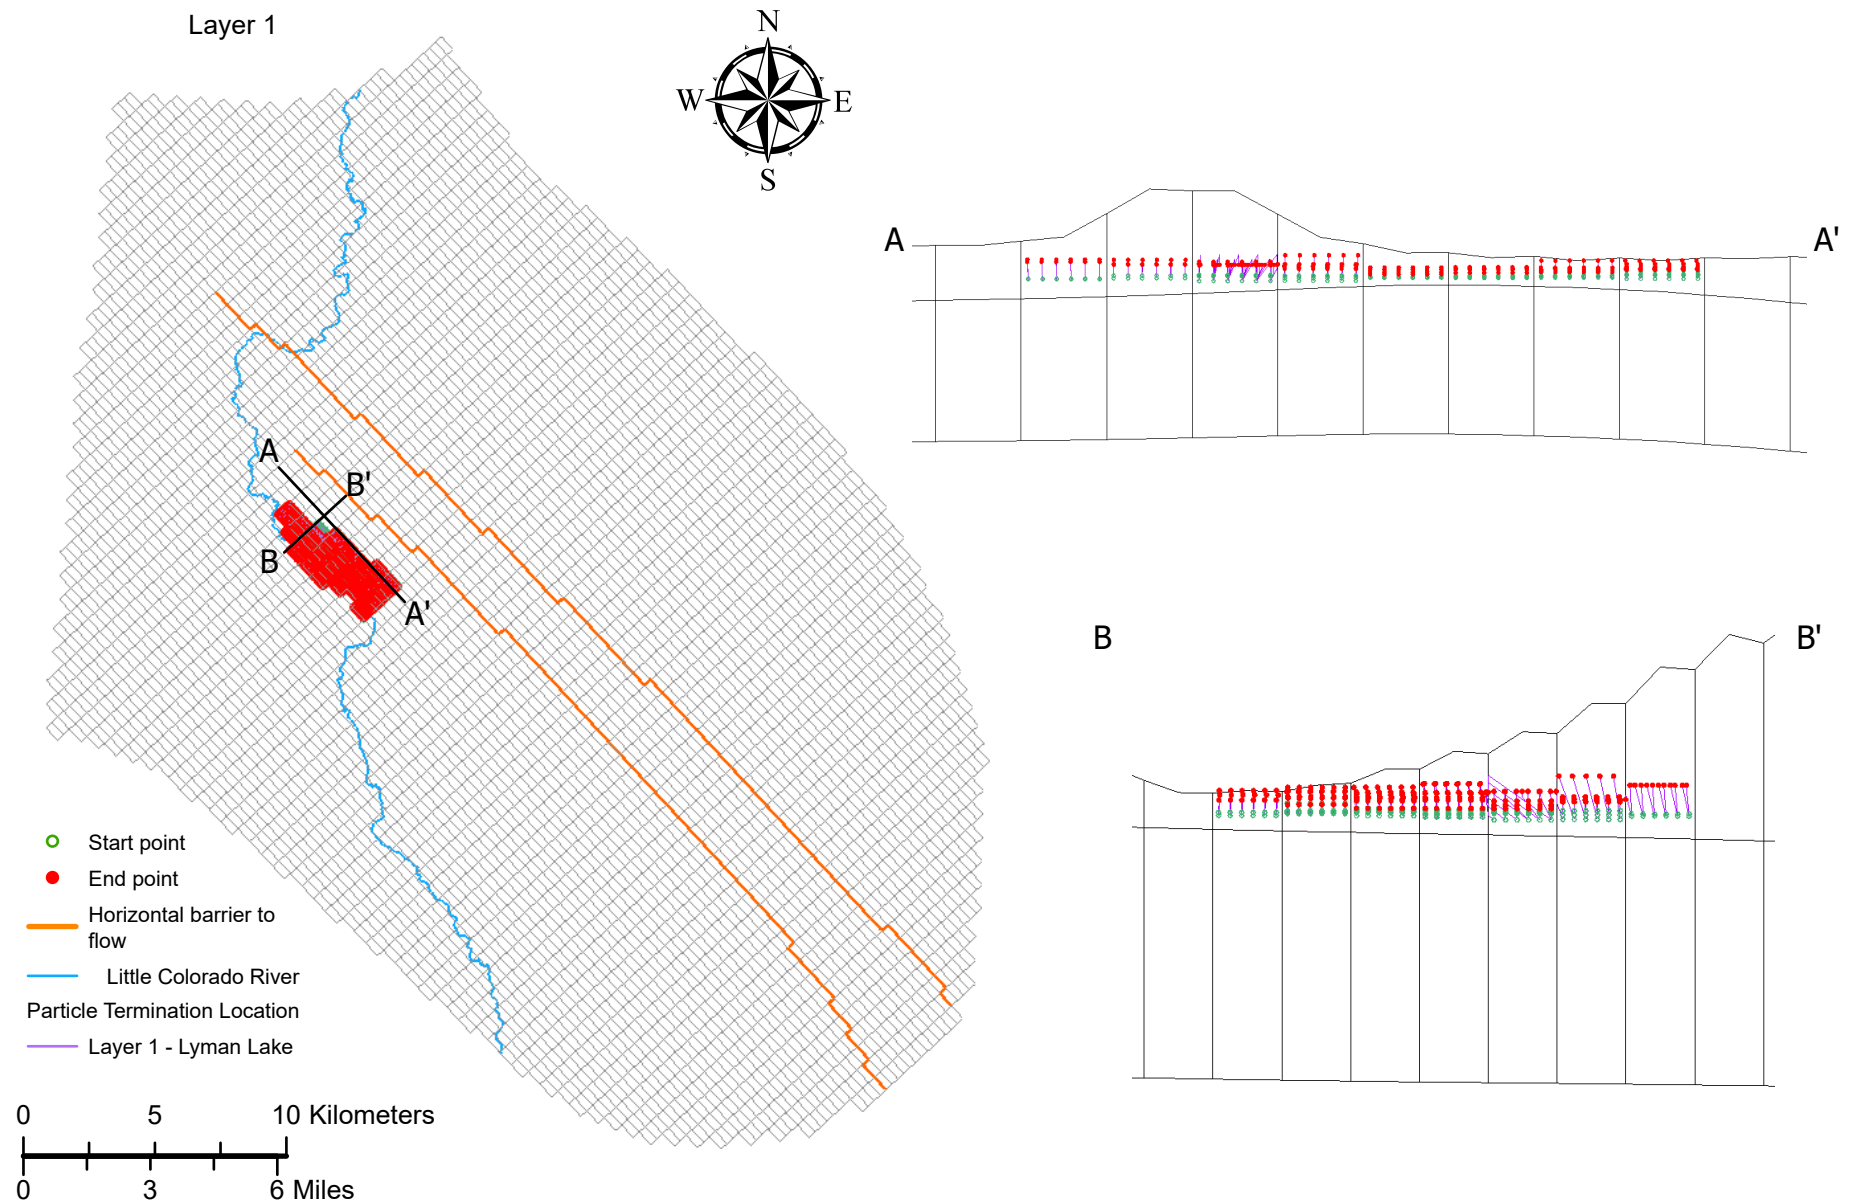 Layer 1
N
W
E
S
A
A'
A
B'
B
A'
B
B'
Start point
End point
Horizontal barrier to
flow
Little Colorado River
Particle Termination Location
Layer 1 - Lyman Lake
0 5 10 Kilometers
0 3 6 Miles